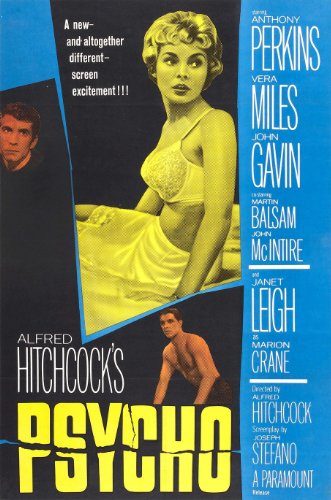 A new—
and altogether
different—
screen
excitement!!!
starring
ANTHONY
PERKINS
VERA
MILES
JOHN
GAVIN
co-starring
MARTIN
BALSAM
JOHN
McINTIRE
and
JANET
LEIGH
as
MARION
CRANE
Directed by
ALFRED
HITCHCOCK
Screenplay by
JOSEPH
STEFANO
A PARAMOUNT
Release
ALFRED
HITCHCOCK'S
PSYCHO